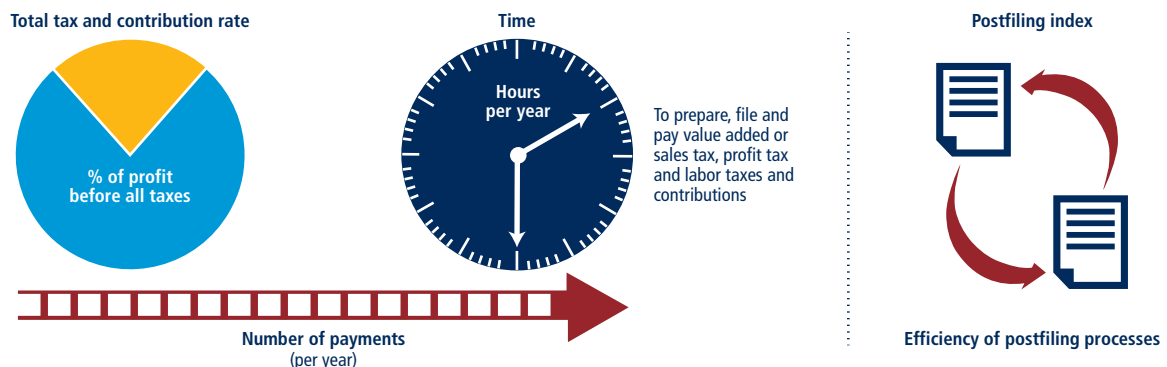 Total tax and contribution rate
Time
Postfiling index
% of profit
before all taxes
Hours
per year
To prepare, file and
pay value added or
sales tax, profit tax
and labor taxes and
contributions
Number of payments
(per year)
Efficiency of postfiling processes